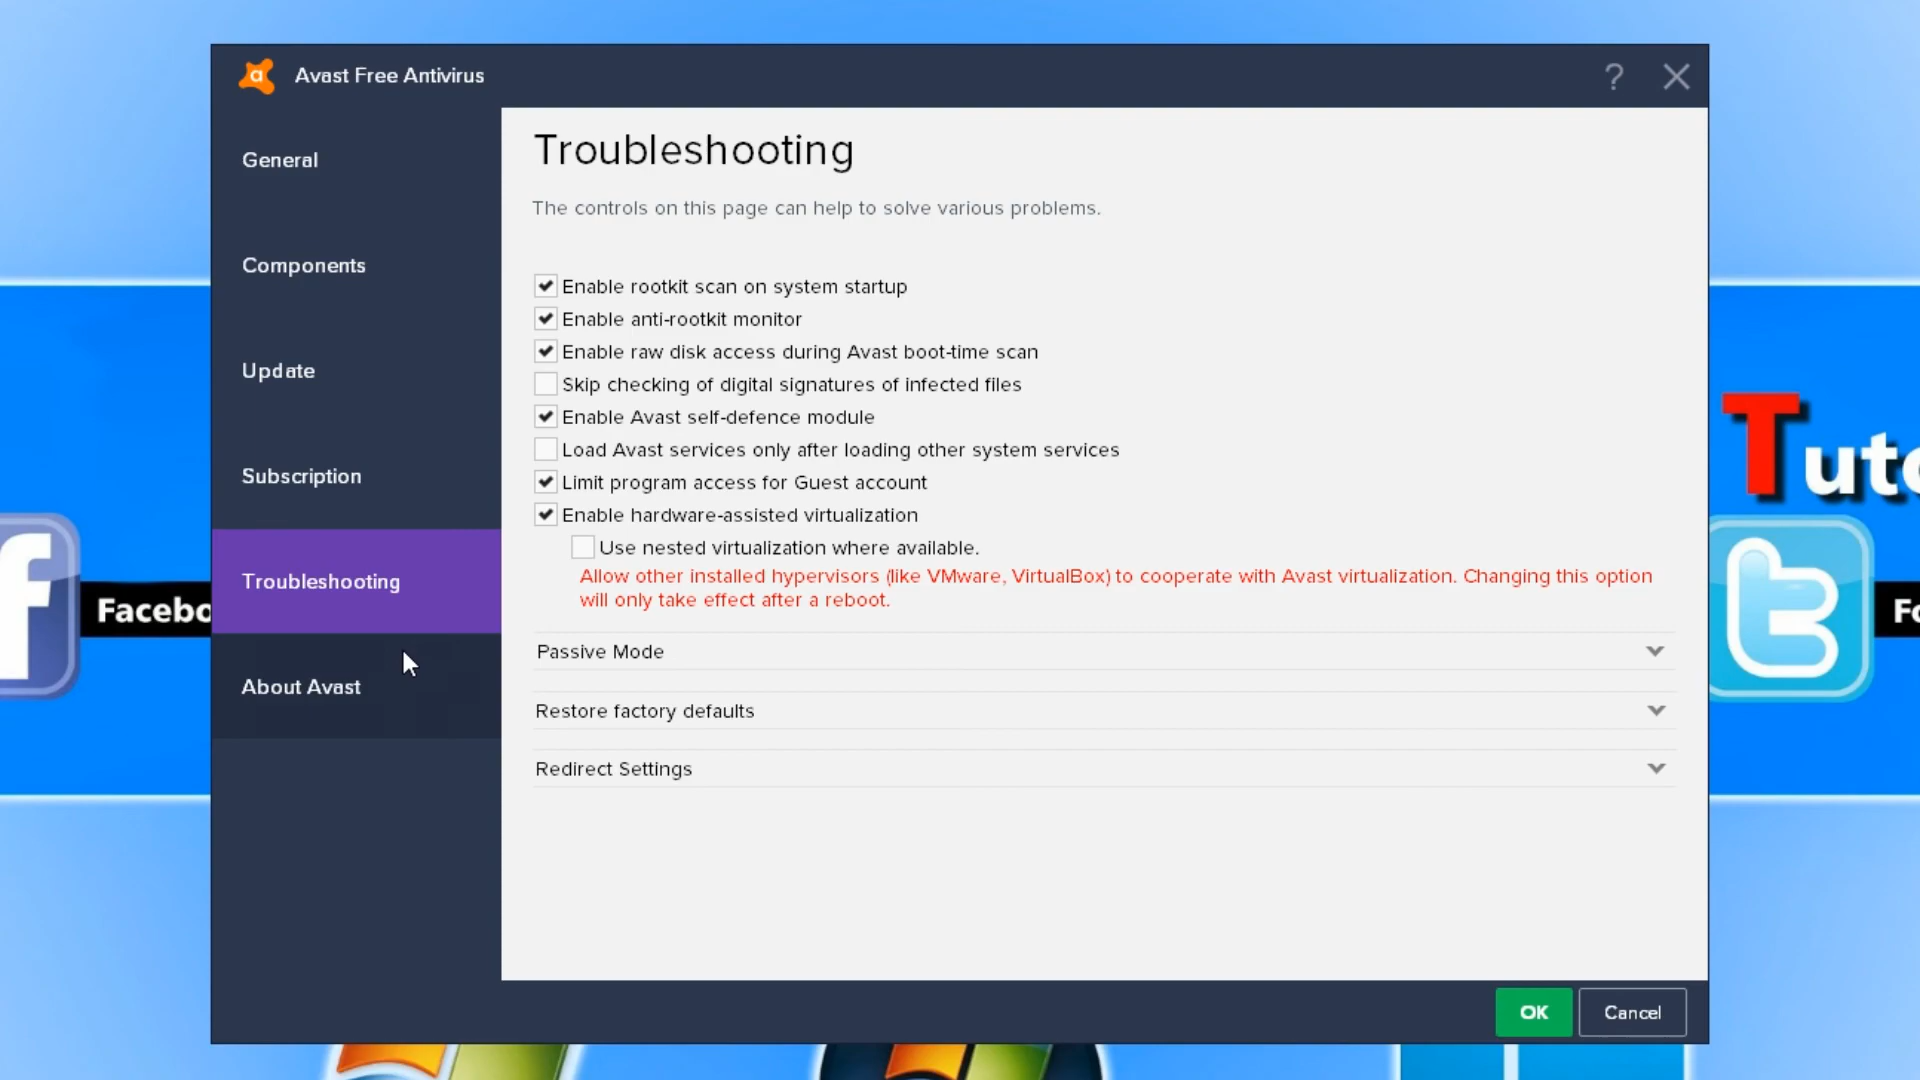 Avast Free Antivirus
?
General
Components
Update
Subscription
Troubleshooting
About Avast
Troubleshooting
The controls on this page can help to solve various problems.
Enable rootkit scan on system startup
Enable anti-rootkit monitor
Enable raw disk access during Avast boot-time scan
Skip checking of digital signatures of infected files
Enable Avast self-defence module
Load Avast services only after loading other system services
Limit program access for Guest account
Enable hardware-assisted virtualization
Use nested virtualization where available.
Allow other installed hypervisors (like VMware, VirtualBox) to cooperate with Avast virtualization. Changing this option
will only take effect after a reboot.
Passive Mode
Restore factory defaults
Redirect Settings
OK
Cancel
Facebo
Tuto
Fo